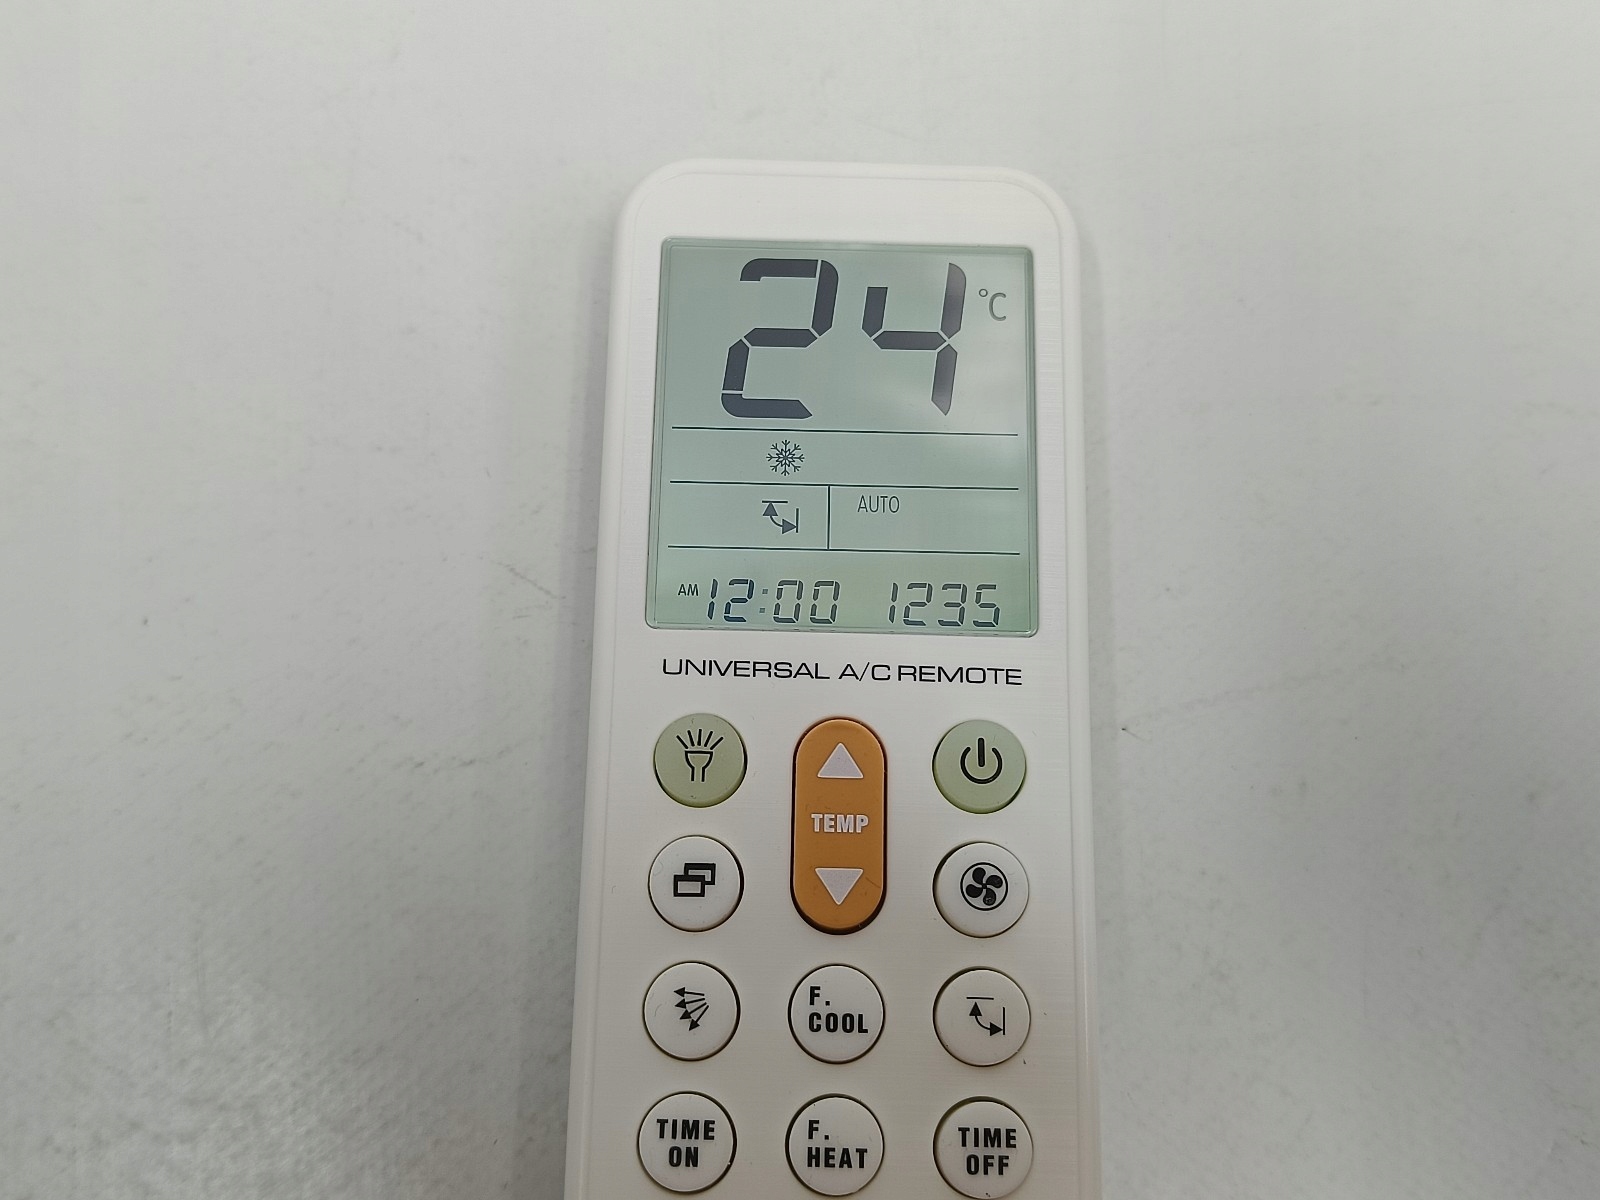 24 °C
AUTO
AM 12:00 1235
UNIVERSAL A/C REMOTE
TEMP
F.
COOL
TIME
ON
F.
HEAT
TIME
OFF